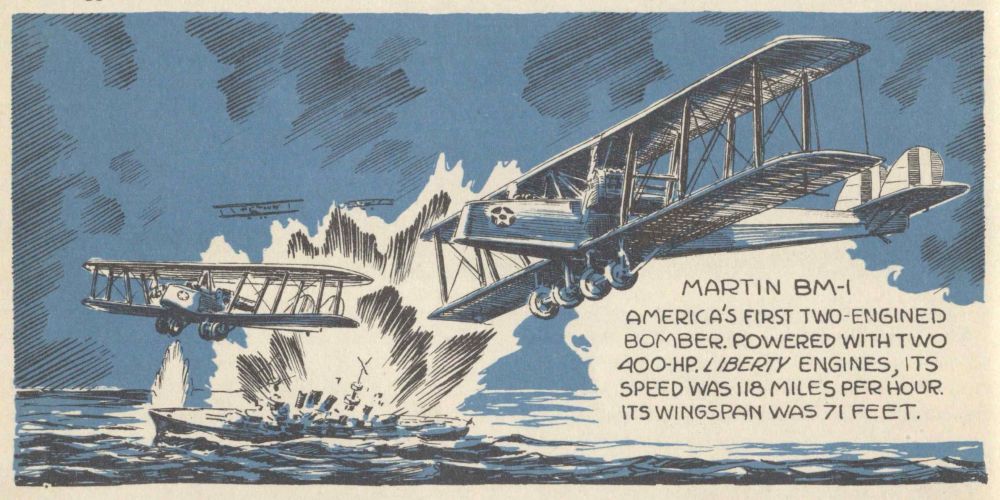 MARTIN BM-1
AMERICA'S FIRST TWO-ENGINED
BOMBER. POWERED WITH TWO
400-HP. LIBERTY ENGINES, ITS
SPEED WAS 118 MILES PER HOUR.
ITS WINGSPAN WAS 71 FEET.